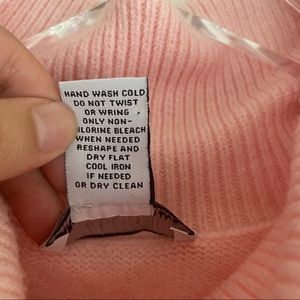 HAND WASH COLD
DO NOT TWIST
OR WRING
ONLY NON-
CHLORINE BLEACH
WHEN NEEDED
RESHAPE AND
DRY FLAT
COOL IRON
IF NEEDED
OR DRY CLEAN